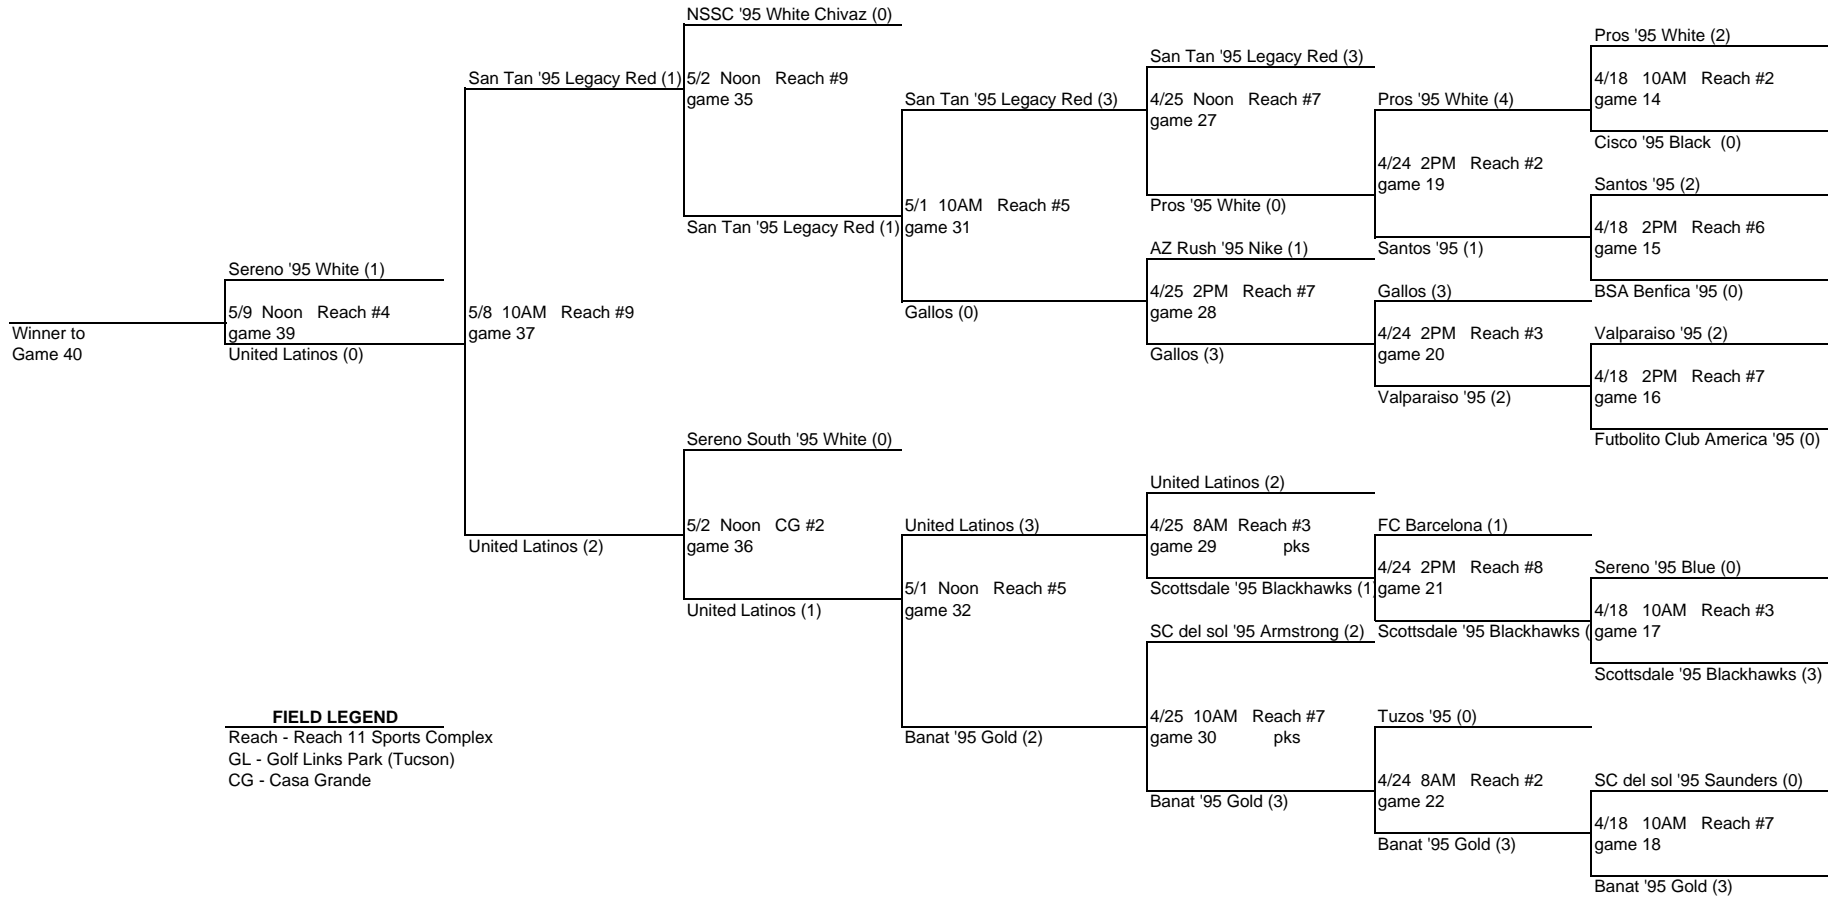 NSSC '95 White Chivaz (0)
San Tan '95 Legacy Red (1)
5/2 Noon Reach #9
game 35
San Tan '95 Legacy Red (1)
San Tan '95 Legacy Red (3)
5/1 10AM Reach #5
game 31
Gallos (0)
San Tan '95 Legacy Red (3)
4/25 Noon Reach #7
game 27
Pros '95 White (0)
AZ Rush '95 Nike (1)
4/25 2PM Reach #7
game 28
Gallos (3)
Pros '95 White (4)
4/24 2PM Reach #2
game 19
Santos '95 (1)
Gallos (3)
4/24 2PM Reach #3
game 20
Valparaiso '95 (2)
Pros '95 White (2)
4/18 10AM Reach #2
game 14
Cisco '95 Black (0)
Santos '95 (2)
4/18 2PM Reach #6
game 15
BSA Benfica '95 (0)
Valparaiso '95 (2)
4/18 2PM Reach #7
game 16
Futbolito Club America '95 (0)
Sereno '95 White (1)
5/9 Noon Reach #4
game 39
United Latinos (0)
Winner to
Game 40
5/8 10AM Reach #9
game 37
United Latinos (2)
Sereno South '95 White (0)
5/2 Noon CG #2
game 36
United Latinos (1)
United Latinos (3)
5/1 Noon Reach #5
game 32
Banat '95 Gold (2)
United Latinos (2)
4/25 8AM Reach #3
game 29 pks
Scottsdale '95 Blackhawks (1)
SC del sol '95 Armstrong (2)
4/25 10AM Reach #7
game 30 pks
Banat '95 Gold (3)
FC Barcelona (1)
4/24 2PM Reach #8
game 21
Scottsdale '95 Blackhawks (
Tuzos '95 (0)
4/24 8AM Reach #2
game 22
Banat '95 Gold (3)
Sereno '95 Blue (0)
4/18 10AM Reach #3
game 17
Scottsdale '95 Blackhawks (3)
SC del sol '95 Saunders (0)
4/18 10AM Reach #7
game 18
Banat '95 Gold (3)
FIELD LEGEND
Reach - Reach 11 Sports Complex
GL - Golf Links Park (Tucson)
CG - Casa Grande